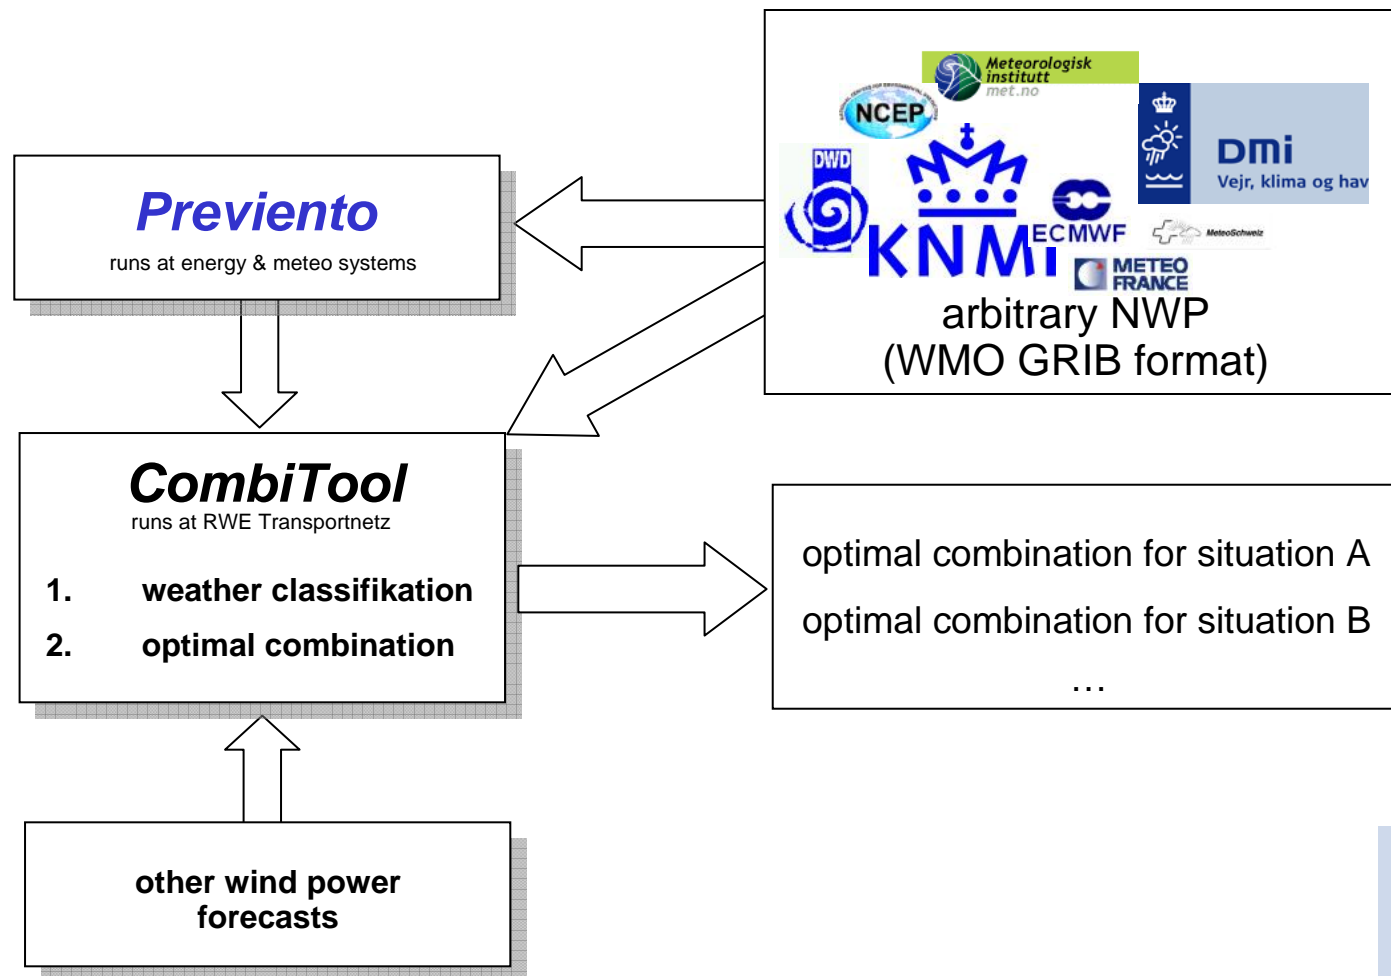 Meteorologisk
institutt
met.no
NCEP
DWD
KNMI
ECMWF
DMi
Vejr, klima og hav
MeteoSchweiz
METEO
FRANCE
arbitrary NWP
(WMO GRIB format)
Previento
runs at energy & meteo systems
CombiTool
runs at RWE Transportnetz
1. weather classifikation
2. optimal combination
optimal combination for situation A
optimal combination for situation B
…
other wind power
forecasts